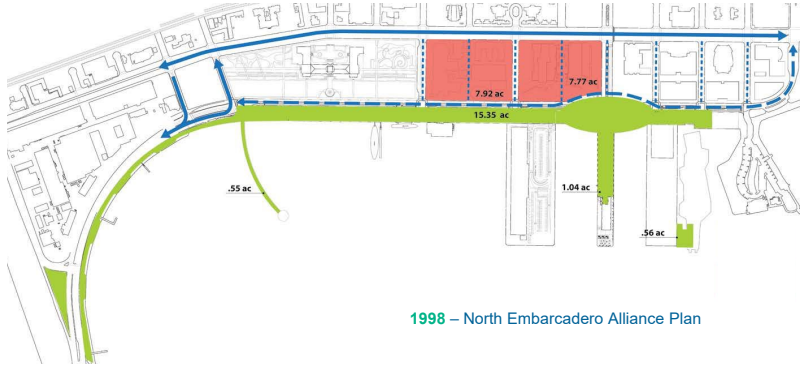 7.77 ac
7.92 ac
15.35 ac
.55 ac
1.04 ac
.56 ac
1998 – North Embarcadero Alliance Plan